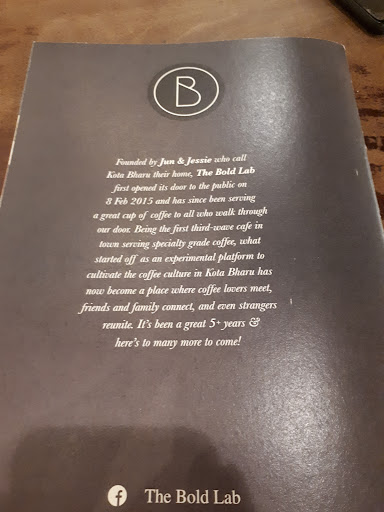 B
Founded by Jun & Jessie who call
Kota Bharu their home, The Bold Lab
first opened its door to the public on
8 Feb 2015 and has since been serving
a great cup of coffee to all who walk through
our door. Being the first third-wave cafe in
town serving specialty grade coffee, what
started off as an experimental platform to
cultivate the coffee culture in Kota Bharu has
now become a place where coffee lovers meet,
friends and family connect, and even strangers
reunite. It's been a great 5+ years &
here's to many more to come!
f The Bold Lab